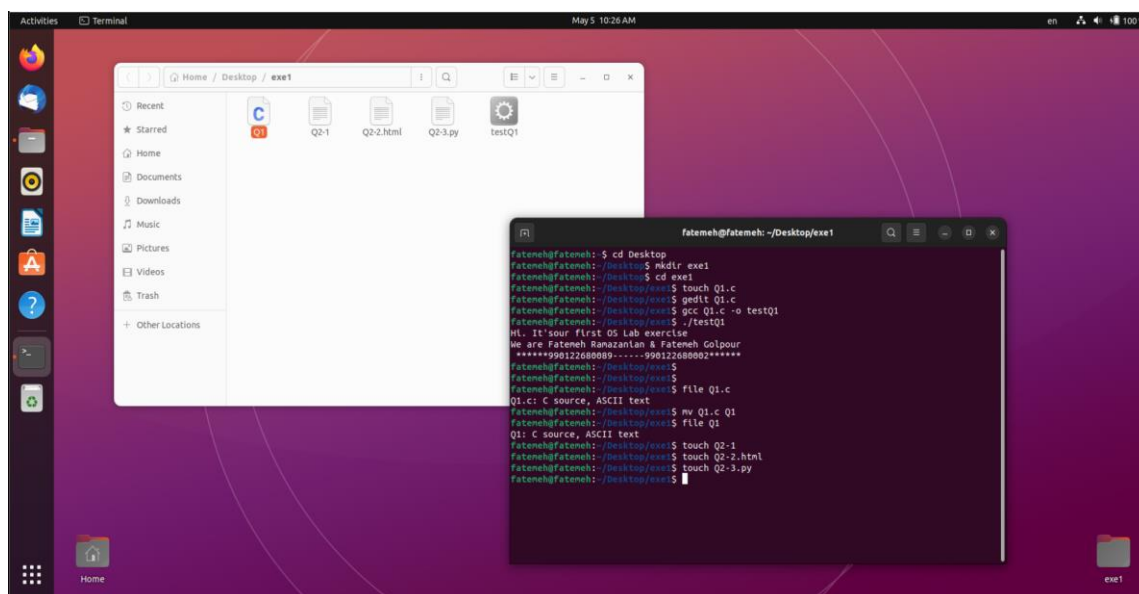 Activities
Terminal
May 5 10:26 AM
en
100
Home / Desktop / exe1
Recent
Starred
Home
Documents
Downloads
Music
Pictures
Videos
Trash
+ Other Locations
C
Q1
Q2-1
Q2-2.html
Q2-3.py
testQ1
fatemeh@fatemeh: ~/Desktop/exe1
fatemeh@fatemeh:~$ cd Desktop
fatemeh@fatemeh:~/Desktop$ mkdir exe1
fatemeh@fatemeh:~/Desktop$ cd exe1
fatemeh@fatemeh:~/Desktop/exe1$ touch Q1.c
fatemeh@fatemeh:~/Desktop/exe1$ gedit Q1.c
fatemeh@fatemeh:~/Desktop/exe1$ gcc Q1.c -o testQ1
fatemeh@fatemeh:~/Desktop/exe1$ ./testQ1
Hi. It'sour first OS Lab exercise
We are Fatemeh Ramazanian & Fatemeh Golpour
******990122680089------990122680002******
fatemeh@fatemeh:~/Desktop/exe1$
fatemeh@fatemeh:~/Desktop/exe1$
fatemeh@fatemeh:~/Desktop/exe1$ file Q1.c
Q1.c: C source, ASCII text
fatemeh@fatemeh:~/Desktop/exe1$ mv Q1.c Q1
fatemeh@fatemeh:~/Desktop/exe1$ file Q1
Q1: C source, ASCII text
fatemeh@fatemeh:~/Desktop/exe1$ touch Q2-1
fatemeh@fatemeh:~/Desktop/exe1$ touch Q2-2.html
fatemeh@fatemeh:~/Desktop/exe1$ touch Q2-3.py
fatemeh@fatemeh:~/Desktop/exe1$
Home
exe1